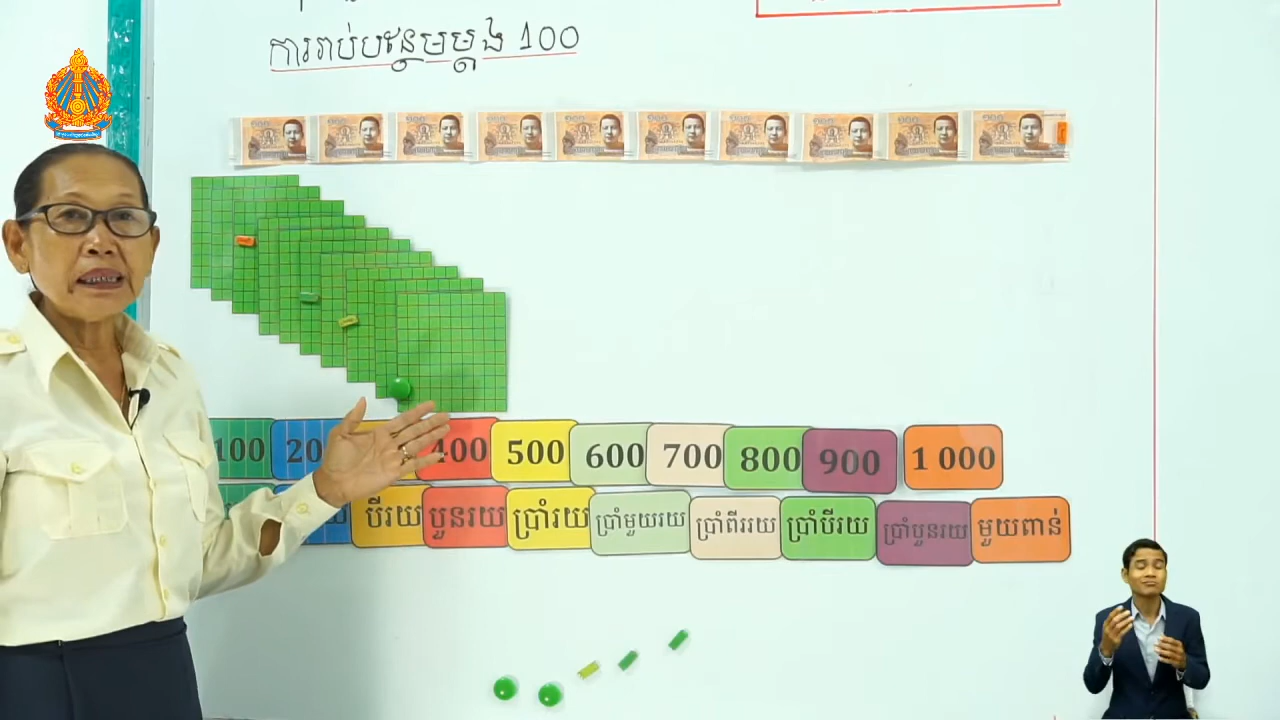 ការរាប់បន្ថែមម្ដង 100
100 20 400 500 600 700 800 900 1 000
បីរយ បួនរយ ប្រាំរយ ប្រាំមួយរយ ប្រាំពីររយ ប្រាំបីរយ ប្រាំបួនរយ មួយពាន់